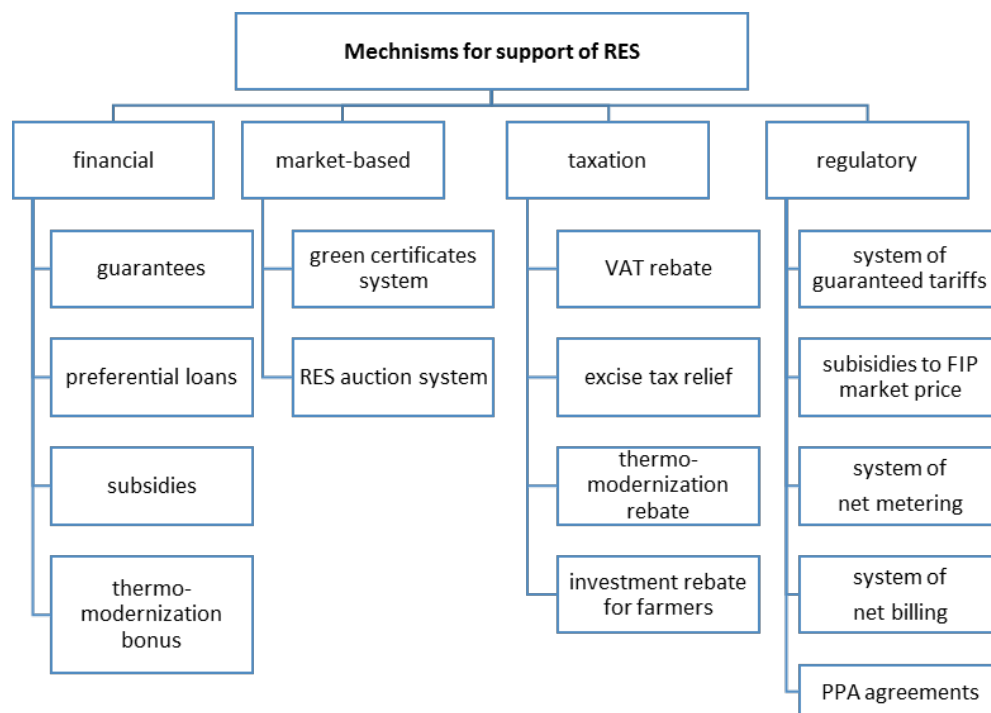 Mechnisms for support of RES
financial
market-based
taxation
regulatory
guarantees
preferential loans
subsidies
thermo-
modernization
bonus
green certificates
system
RES auction system
VAT rebate
excise tax relief
thermo-
modernization
rebate
investment rebate
for farmers
system of
guaranteed tariffs
subisidies to FIP
market price
system of
net metering
system of
net billing
PPA agreements